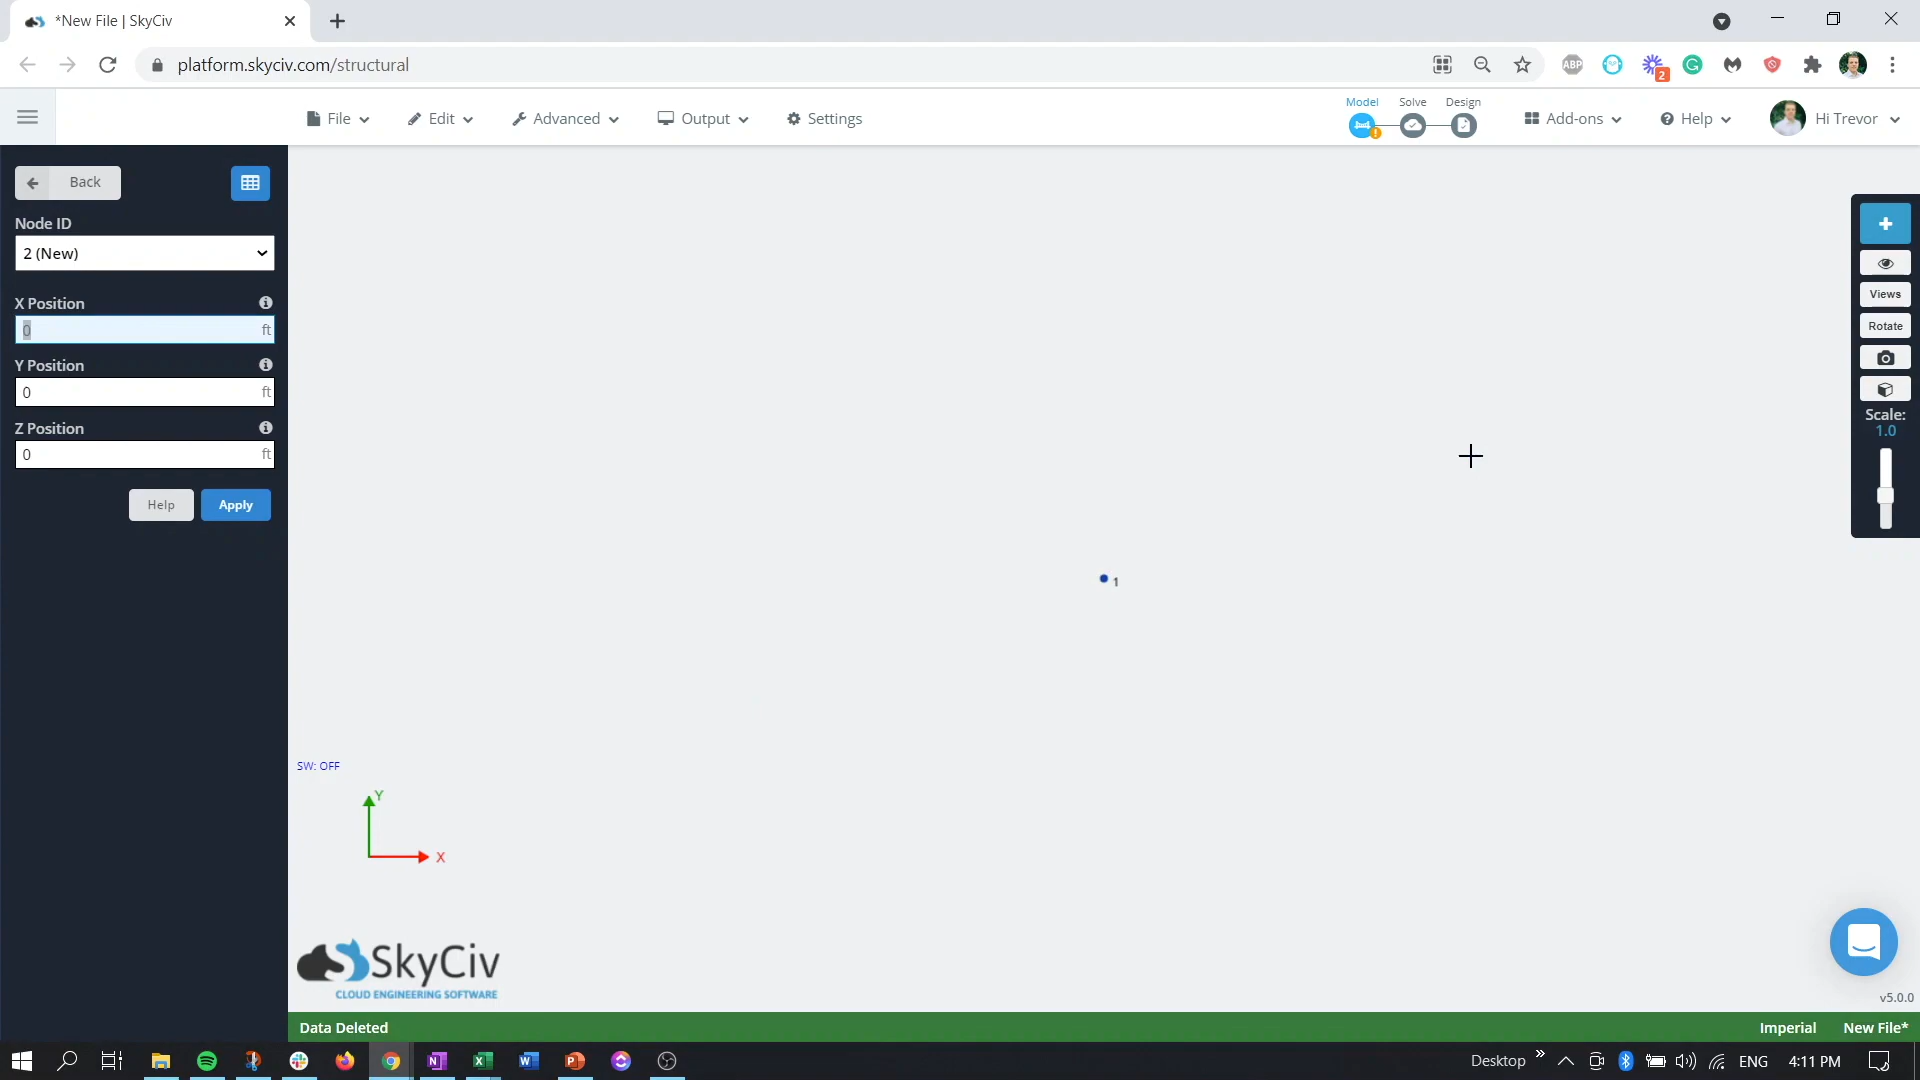 *New File | SkyCiv
platform.skyciv.com/structural
ABP
2
File
Edit
Advanced
Output
Settings
Model
Solve
Design
Add-ons
Help
Hi Trevor
Back
Node ID
2 (New)
X Position
0 ft
Y Position
0 ft
Z Position
0 ft
Help
Apply
Views
Rotate
Scale:
1.0
1
SW: OFF
Y
X
SkyCiv
CLOUD ENGINEERING SOFTWARE
v5.0.0
Data Deleted
Imperial
New File*
Desktop
ENG
4:11 PM